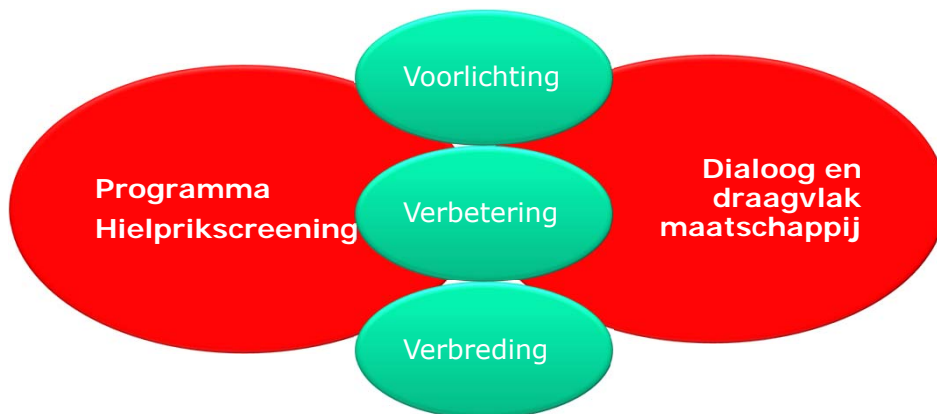 Voorlichting
Programma
Hielprikscreening
Verbetering
Dialoog en
draagvlak
maatschappij
Verbreding